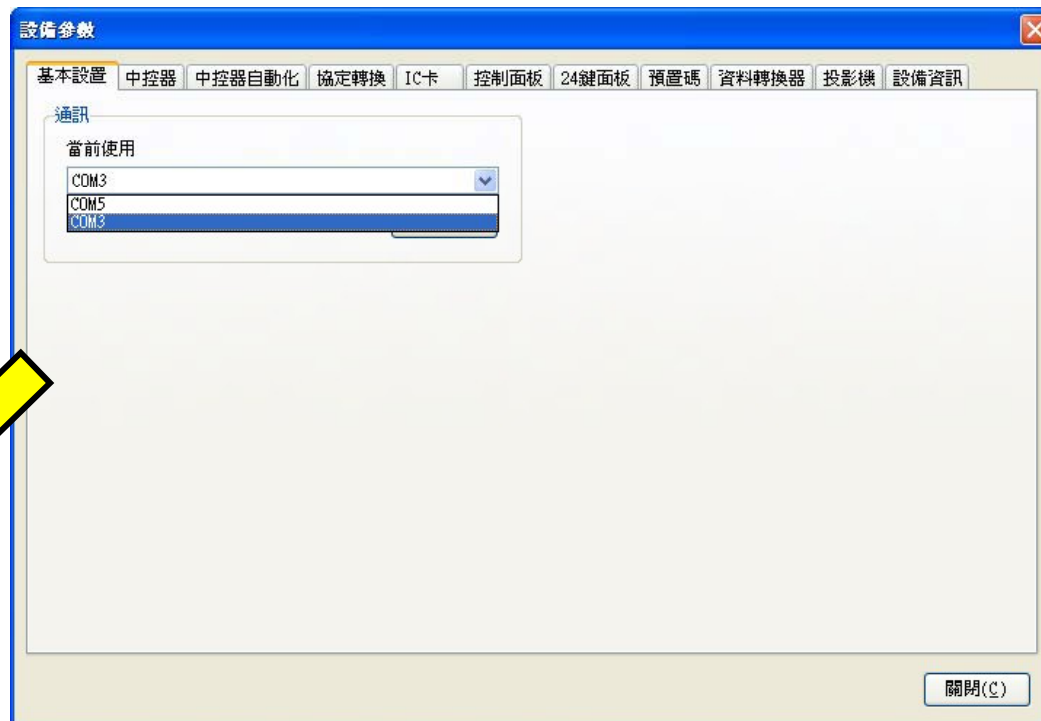 設備參數
基本設置 中控器 中控器自動化 協定轉換 IC卡 控制面板 24鍵面板 預置碼 資料轉換器 投影機 設備資訊
通訊
當前使用
COM3
COM5
COM3
關閉(C)